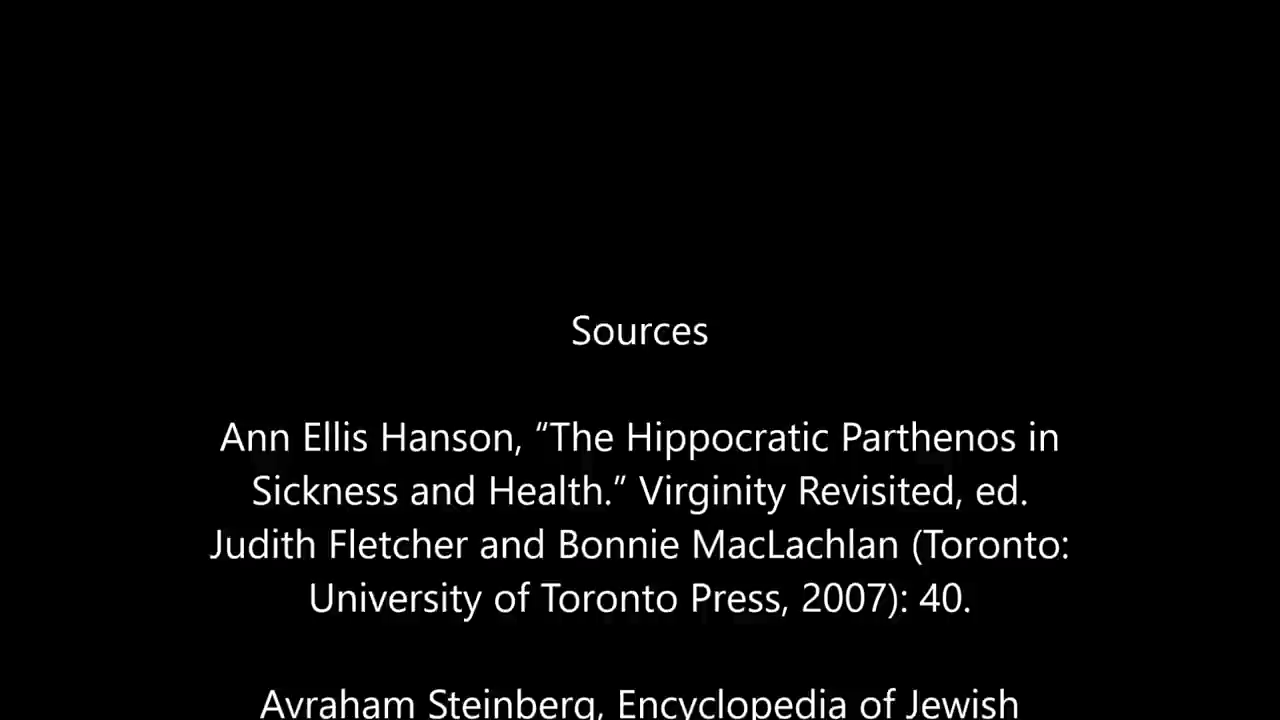 Sources
Ann Ellis Hanson, “The Hippocratic Parthenos in
Sickness and Health.” Virginity Revisited, ed.
Judith Fletcher and Bonnie MacLachlan (Toronto:
University of Toronto Press, 2007): 40.
Avraham Steinberg, Encyclopedia of Jewish